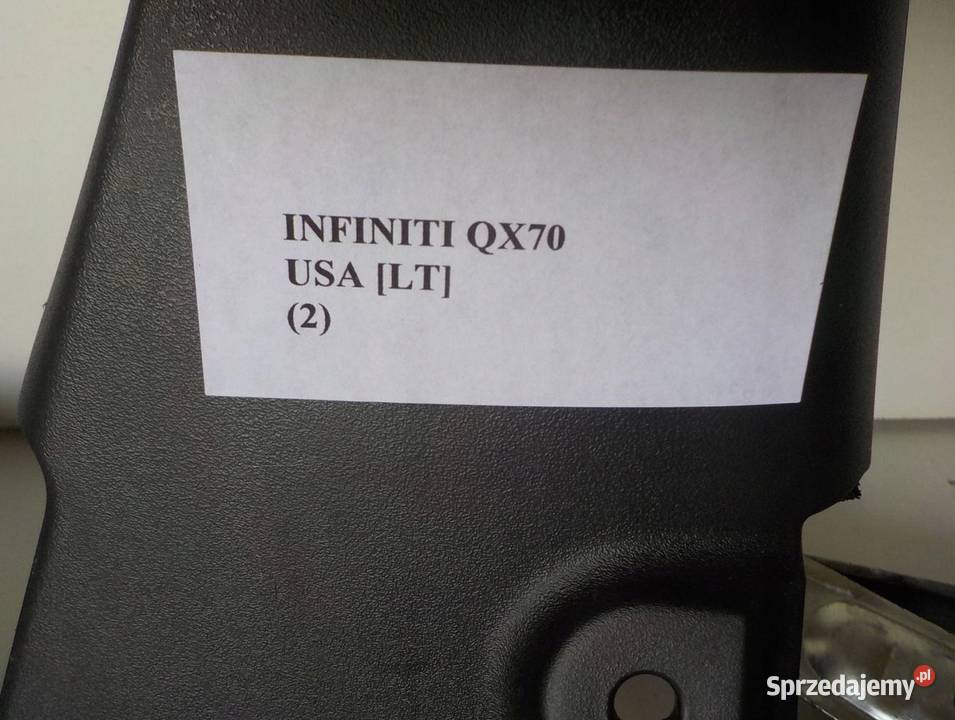 INFINITI QX70
USA [LT]
(2)
Sprzedajemy.pl